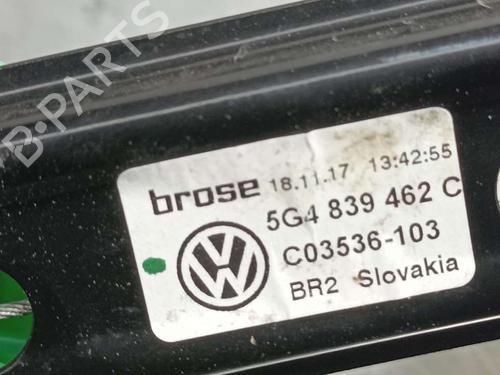 B-PARTS
brose 18.11.17 13:42:55
5G4 839 462 C
C03536-103
BR2 Slovakia